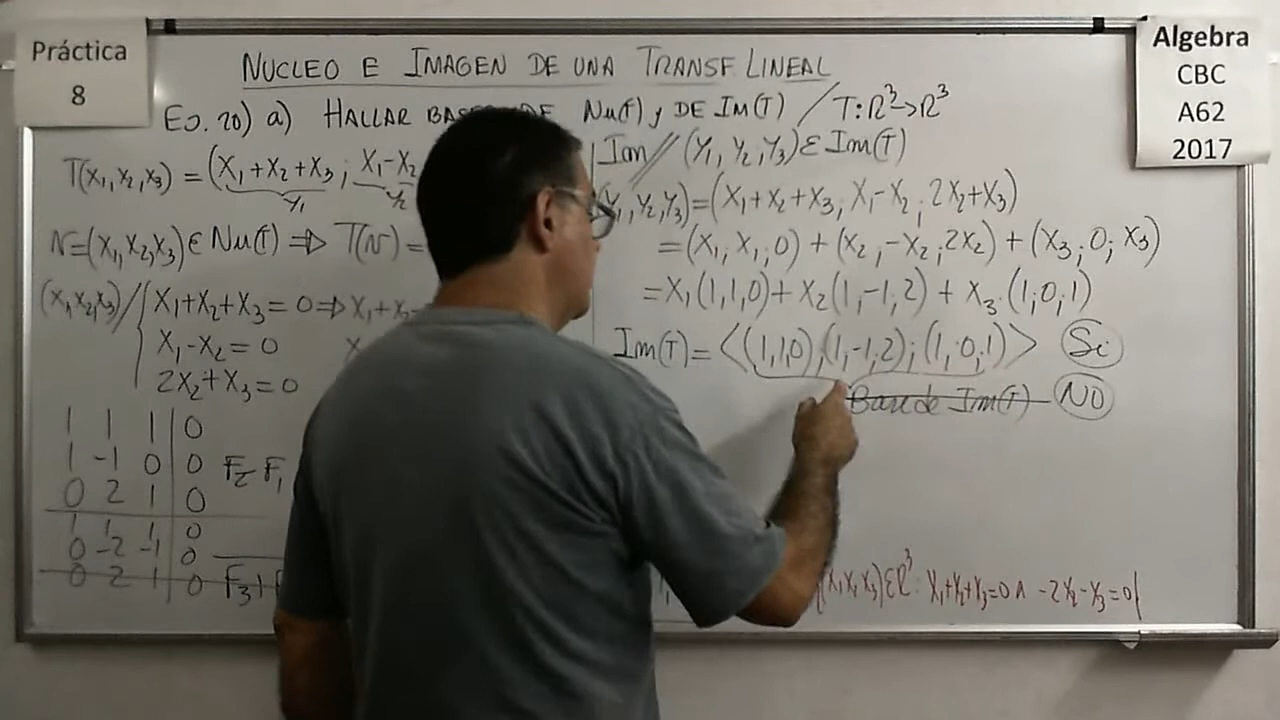 Práctica
8
Algebra
CBC
A62
2017
NUCLEO E IMAGEN DE UNA TRANSF. LINEAL
EJ. 20) a) HALLAR BASES DE Nu(T) y DE Im(T) / T: R³→R³
T(X₁,X₂,X₃) = (X₁+X₂+X₃; X₁-X₂
Y₁ Y₂
N=(X₁,X₂,X₃) ∈ Nu(T) ⇒ T(N) =
(X₁,X₂,X₃) / { X₁+X₂+X₃ = 0 ⇒ X₁+X₂
X₁-X₂ = 0
2X₂+X₃ = 0
1 1 1 | 0
1 -1 0 | 0 F₂-F₁
0 2 1 | 0
1 1 1 | 0
0 -2 -1 | 0
0 2 1 | 0 F₃+
Im // (Y₁,Y₂,Y₃) ∈ Im(T)
(Y₁,Y₂,Y₃) = (X₁+X₂+X₃; X₁-X₂; 2X₂+X₃)
= (X₁, X₁, 0) + (X₂, -X₂; 2X₂) + (X₃; 0; X₃)
= X₁(1,1,0) + X₂(1,-1,2) + X₃·(1;0,1)
Im(T) = <(1,1,0),(1,-1,2);(1,0,1)> Si
Base de Im(T) NO
(X₁X₂X₃) ∈ R³: X₁+X₂+X₃=0 ∧ -2X₂-X₃=0}